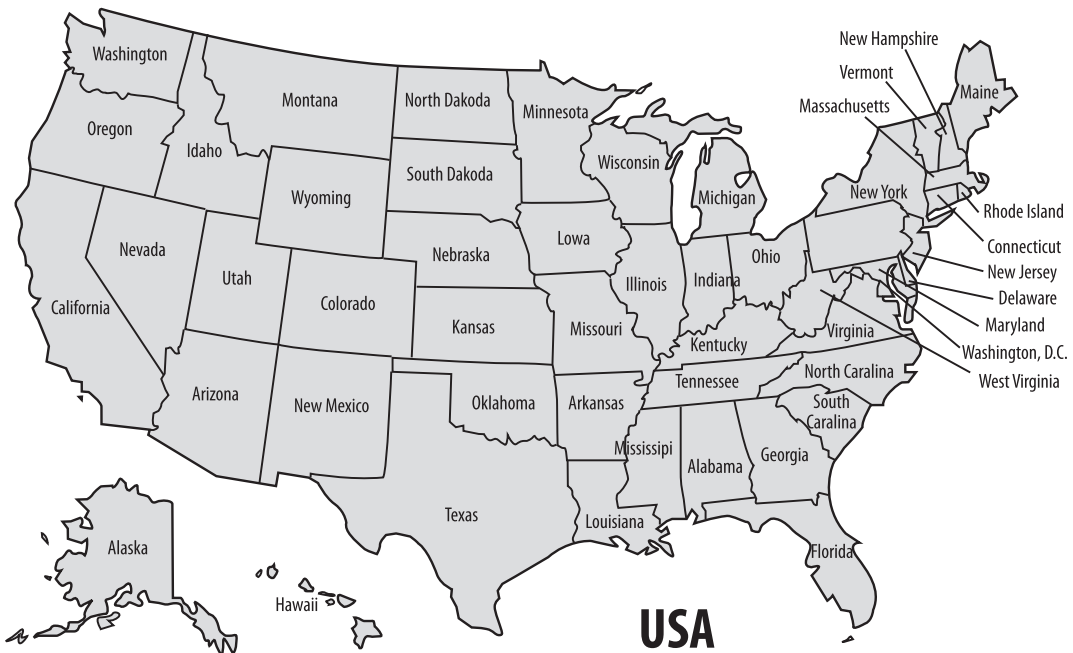 New Hampshire
Vermont
Massachusetts
Maine
Washington
Montana
North Dakoda
Minnesota
Oregon
Idaho
South Dakoda
Wisconsin
Michigan
New York
Wyoming
Rhode Island
Connecticut
New Jersey
Delaware
Maryland
Washington, D.C.
West Virginia
Nevada
Utah
Nebraska
Iowa
Ohio
Illinois
Indiana
California
Colorado
Kansas
Missouri
Kentucky
Virginia
Arizona
New Mexico
Oklahoma
Arkansas
Tennessee
North Caralina
South
Caralina
Mississipi
Alabama
Georgia
Texas
Louisiana
Florida
Alaska
Hawaii
USA